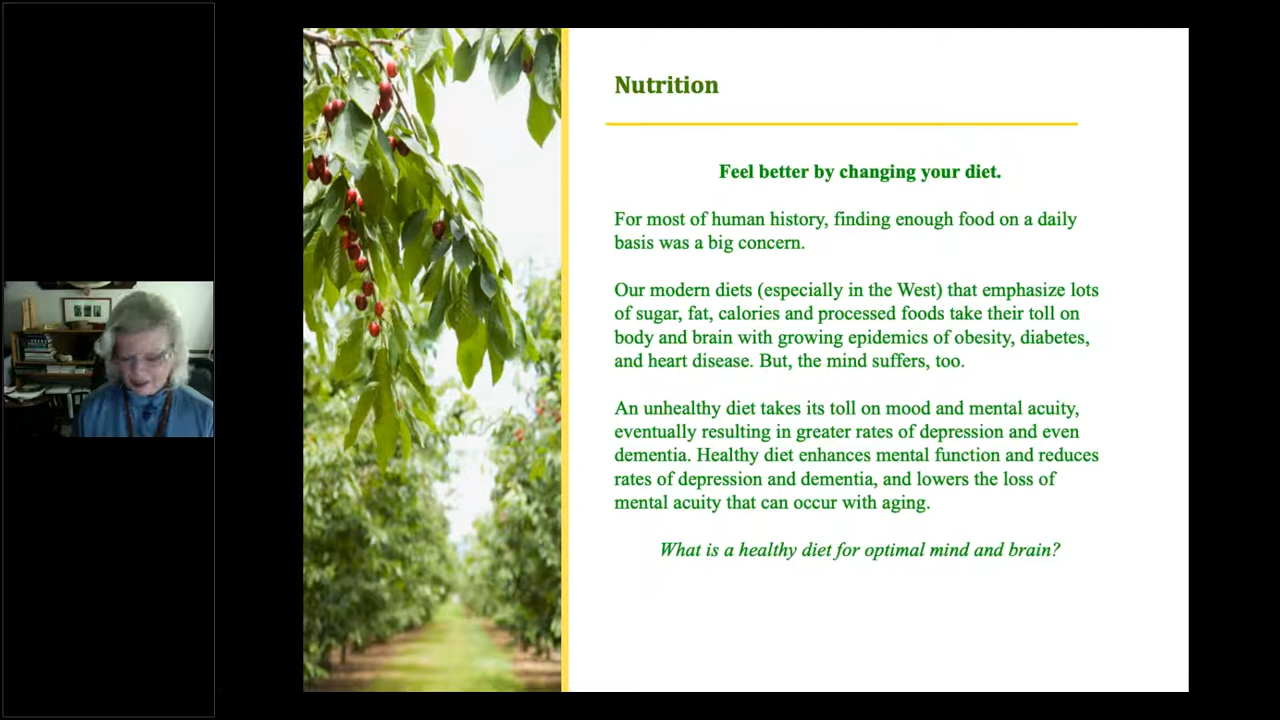 Nutrition
Feel better by changing your diet.
For most of human history, finding enough food on a daily
basis was a big concern.
Our modern diets (especially in the West) that emphasize lots
of sugar, fat, calories and processed foods take their toll on
body and brain with growing epidemics of obesity, diabetes,
and heart disease. But, the mind suffers, too.
An unhealthy diet takes its toll on mood and mental acuity,
eventually resulting in greater rates of depression and even
dementia. Healthy diet enhances mental function and reduces
rates of depression and dementia, and lowers the loss of
mental acuity that can occur with aging.
What is a healthy diet for optimal mind and brain?